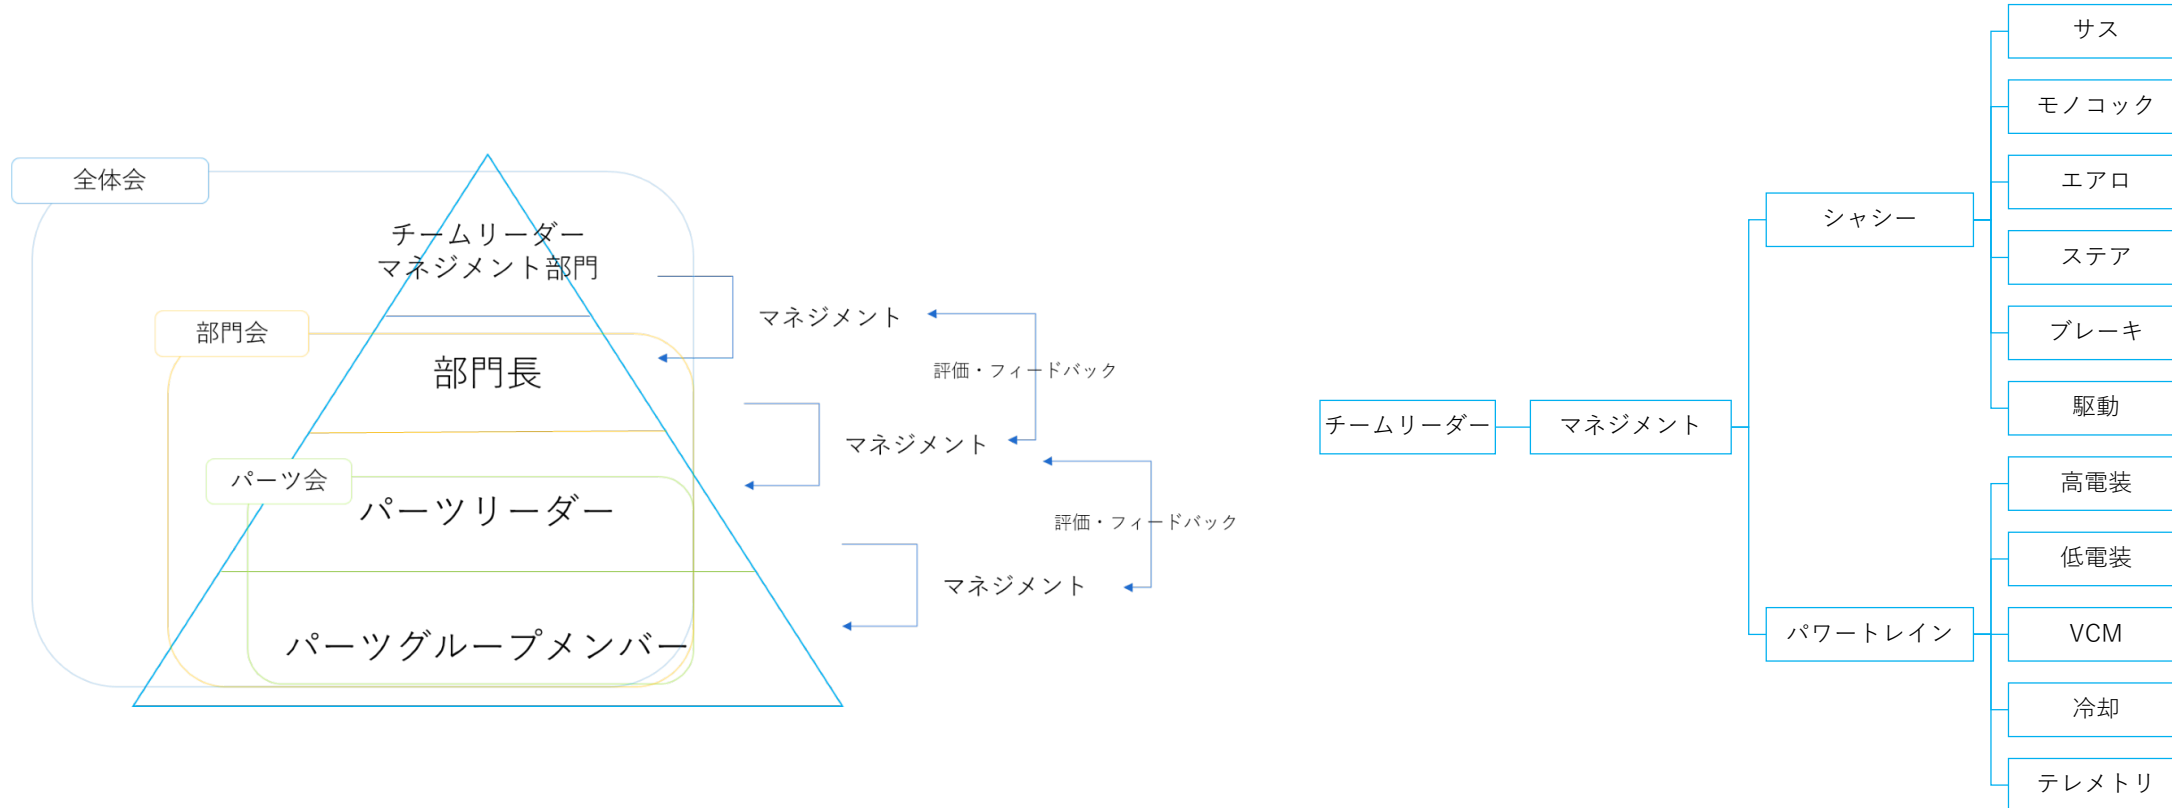 全体会
チームリーダー
マネジメント部門
部門会
部門長
パーツ会
パーツリーダー
パーツグループメンバー
マネジメント
評価・フィードバック
マネジメント
評価・フィードバック
マネジメント
チームリーダー
マネジメント
シャシー
サス
モノコック
エアロ
ステア
ブレーキ
駆動
パワートレイン
高電装
低電装
VCM
冷却
テレメトリ